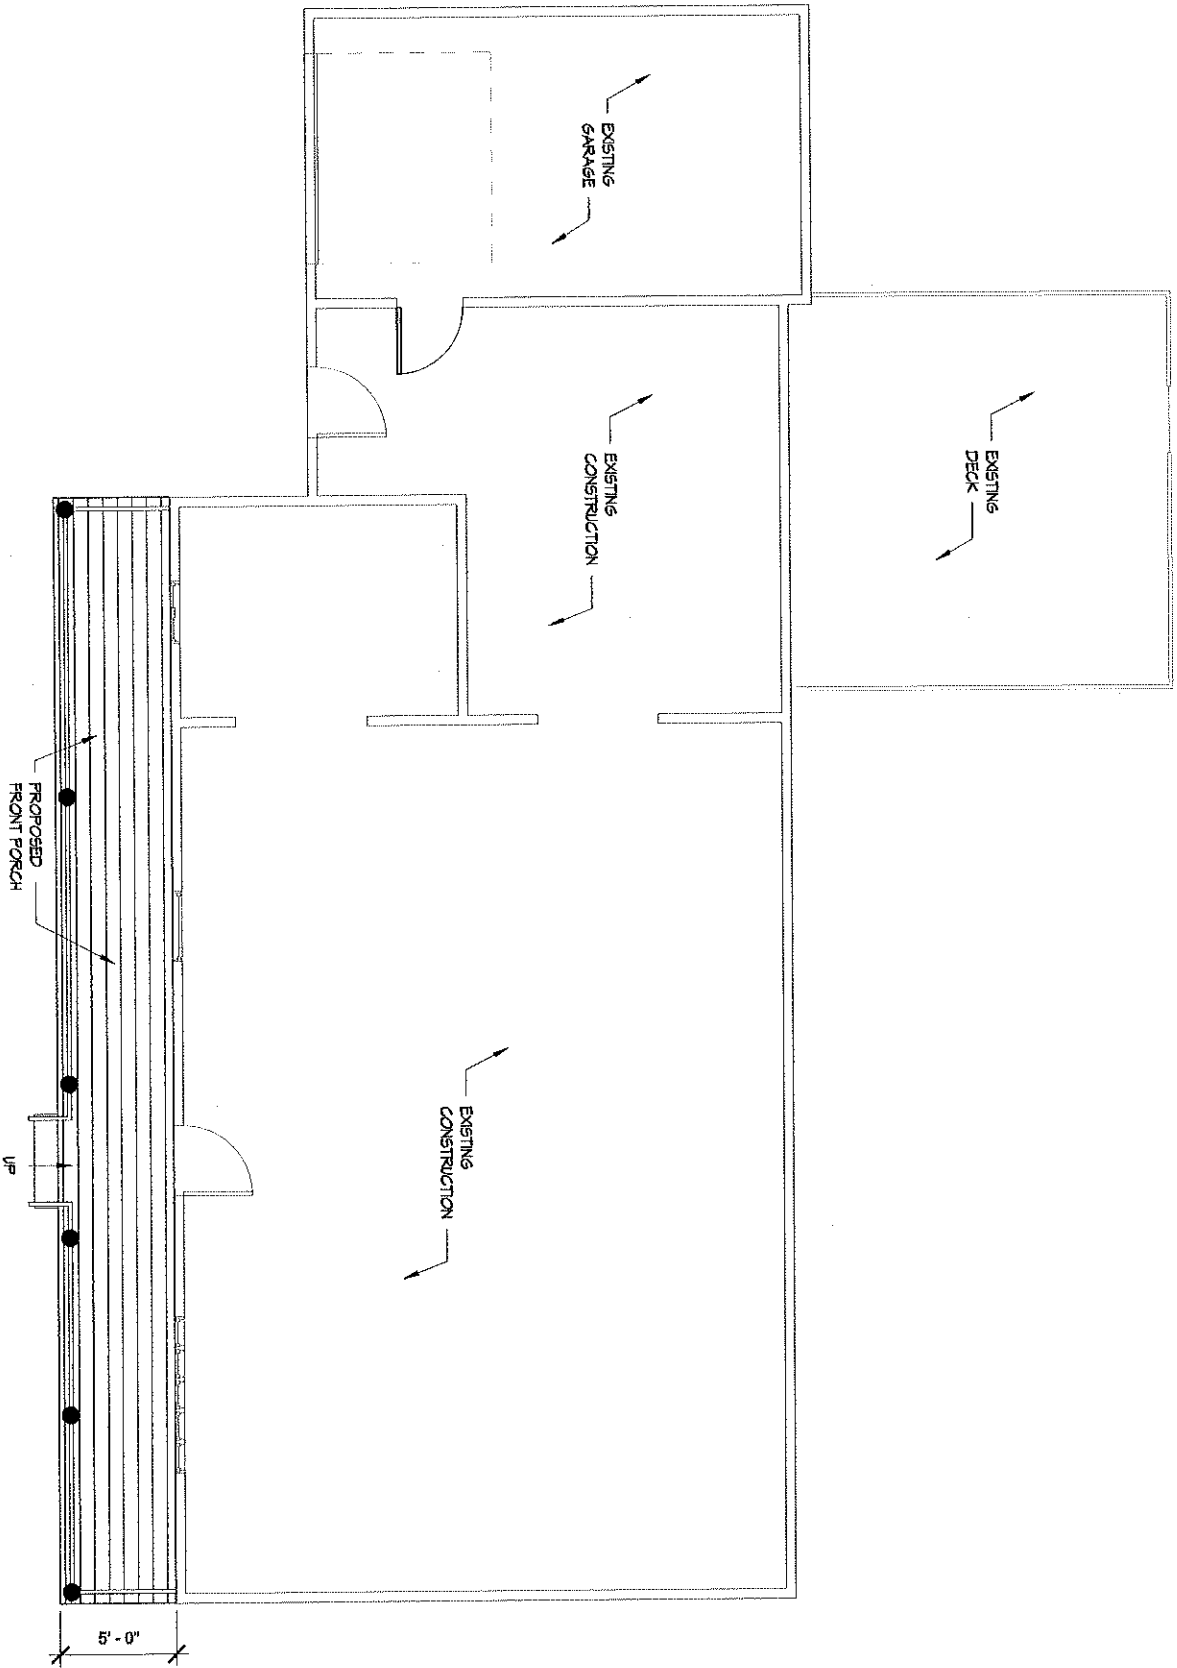 EXISTING
GARAGE
EXISTING
DECK
EXISTING
CONSTRUCTION
EXISTING
CONSTRUCTION
PROPOSED
FRONT PORCH
UP
5' - 0"